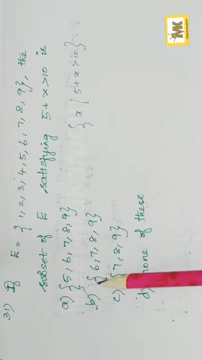 31) If E = {1, 2, 3, 4, 5, 6, 7, 8, 9}, the
subset of E satisfying 5 + x > 10 is
a) {5, 6, 7, 8, 9} {x | 5 + x > 10}
b) {6, 7, 8, 9}
c) {7, 8, 9}
d) none of these